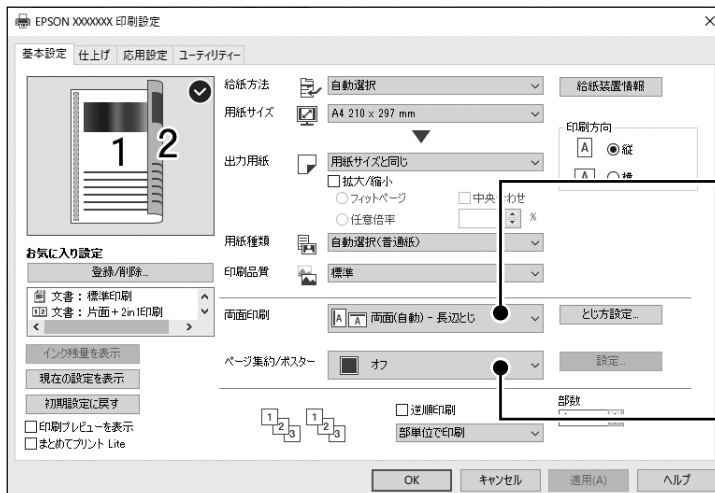 EPSON XXXXXXX 印刷設定
基本設定 仕上げ 応用設定 ユーティリティー
1 2
給紙方法 自動選択 給紙装置情報
用紙サイズ A4 210 x 297 mm
印刷方向
A 縦
出力用紙 用紙サイズと同じ
拡大/縮小
フィットページ
任意倍率 %
用紙種類 自動選択(普通紙)
印刷品質 標準
お気に入り設定
登録/削除...
文書：標準印刷
文書：片面+2in1印刷
両面印刷 A A 両面(自動) - 長辺とじ とじ方設定...
インク残量を表示
ページ集約/ポスター オフ 設定...
現在の設定を表示
初期設定に戻す
印刷プレビューを表示
まとめてプリント Lite
1 2 3 1 2 3
逆順印刷
部単位で印刷
部数
OK キャンセル 適用(A) ヘルプ